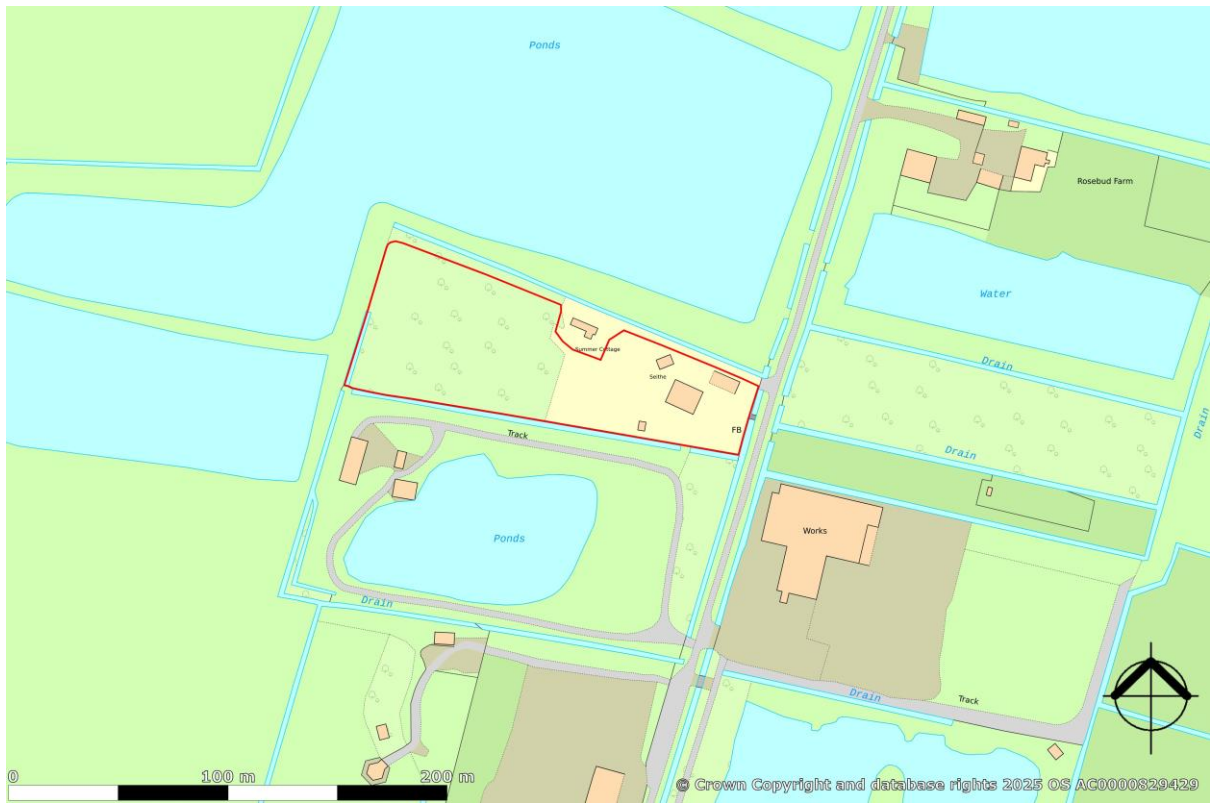 Ponds
Rosebud Farm
Water
Summer Cottage
Drain
Seithe
FB
Track
Drain
Drain
Works
Ponds
Drain
Drain
Track
0 100 m 200 m
© Crown Copyright and database rights 2025 OS AC0000829429